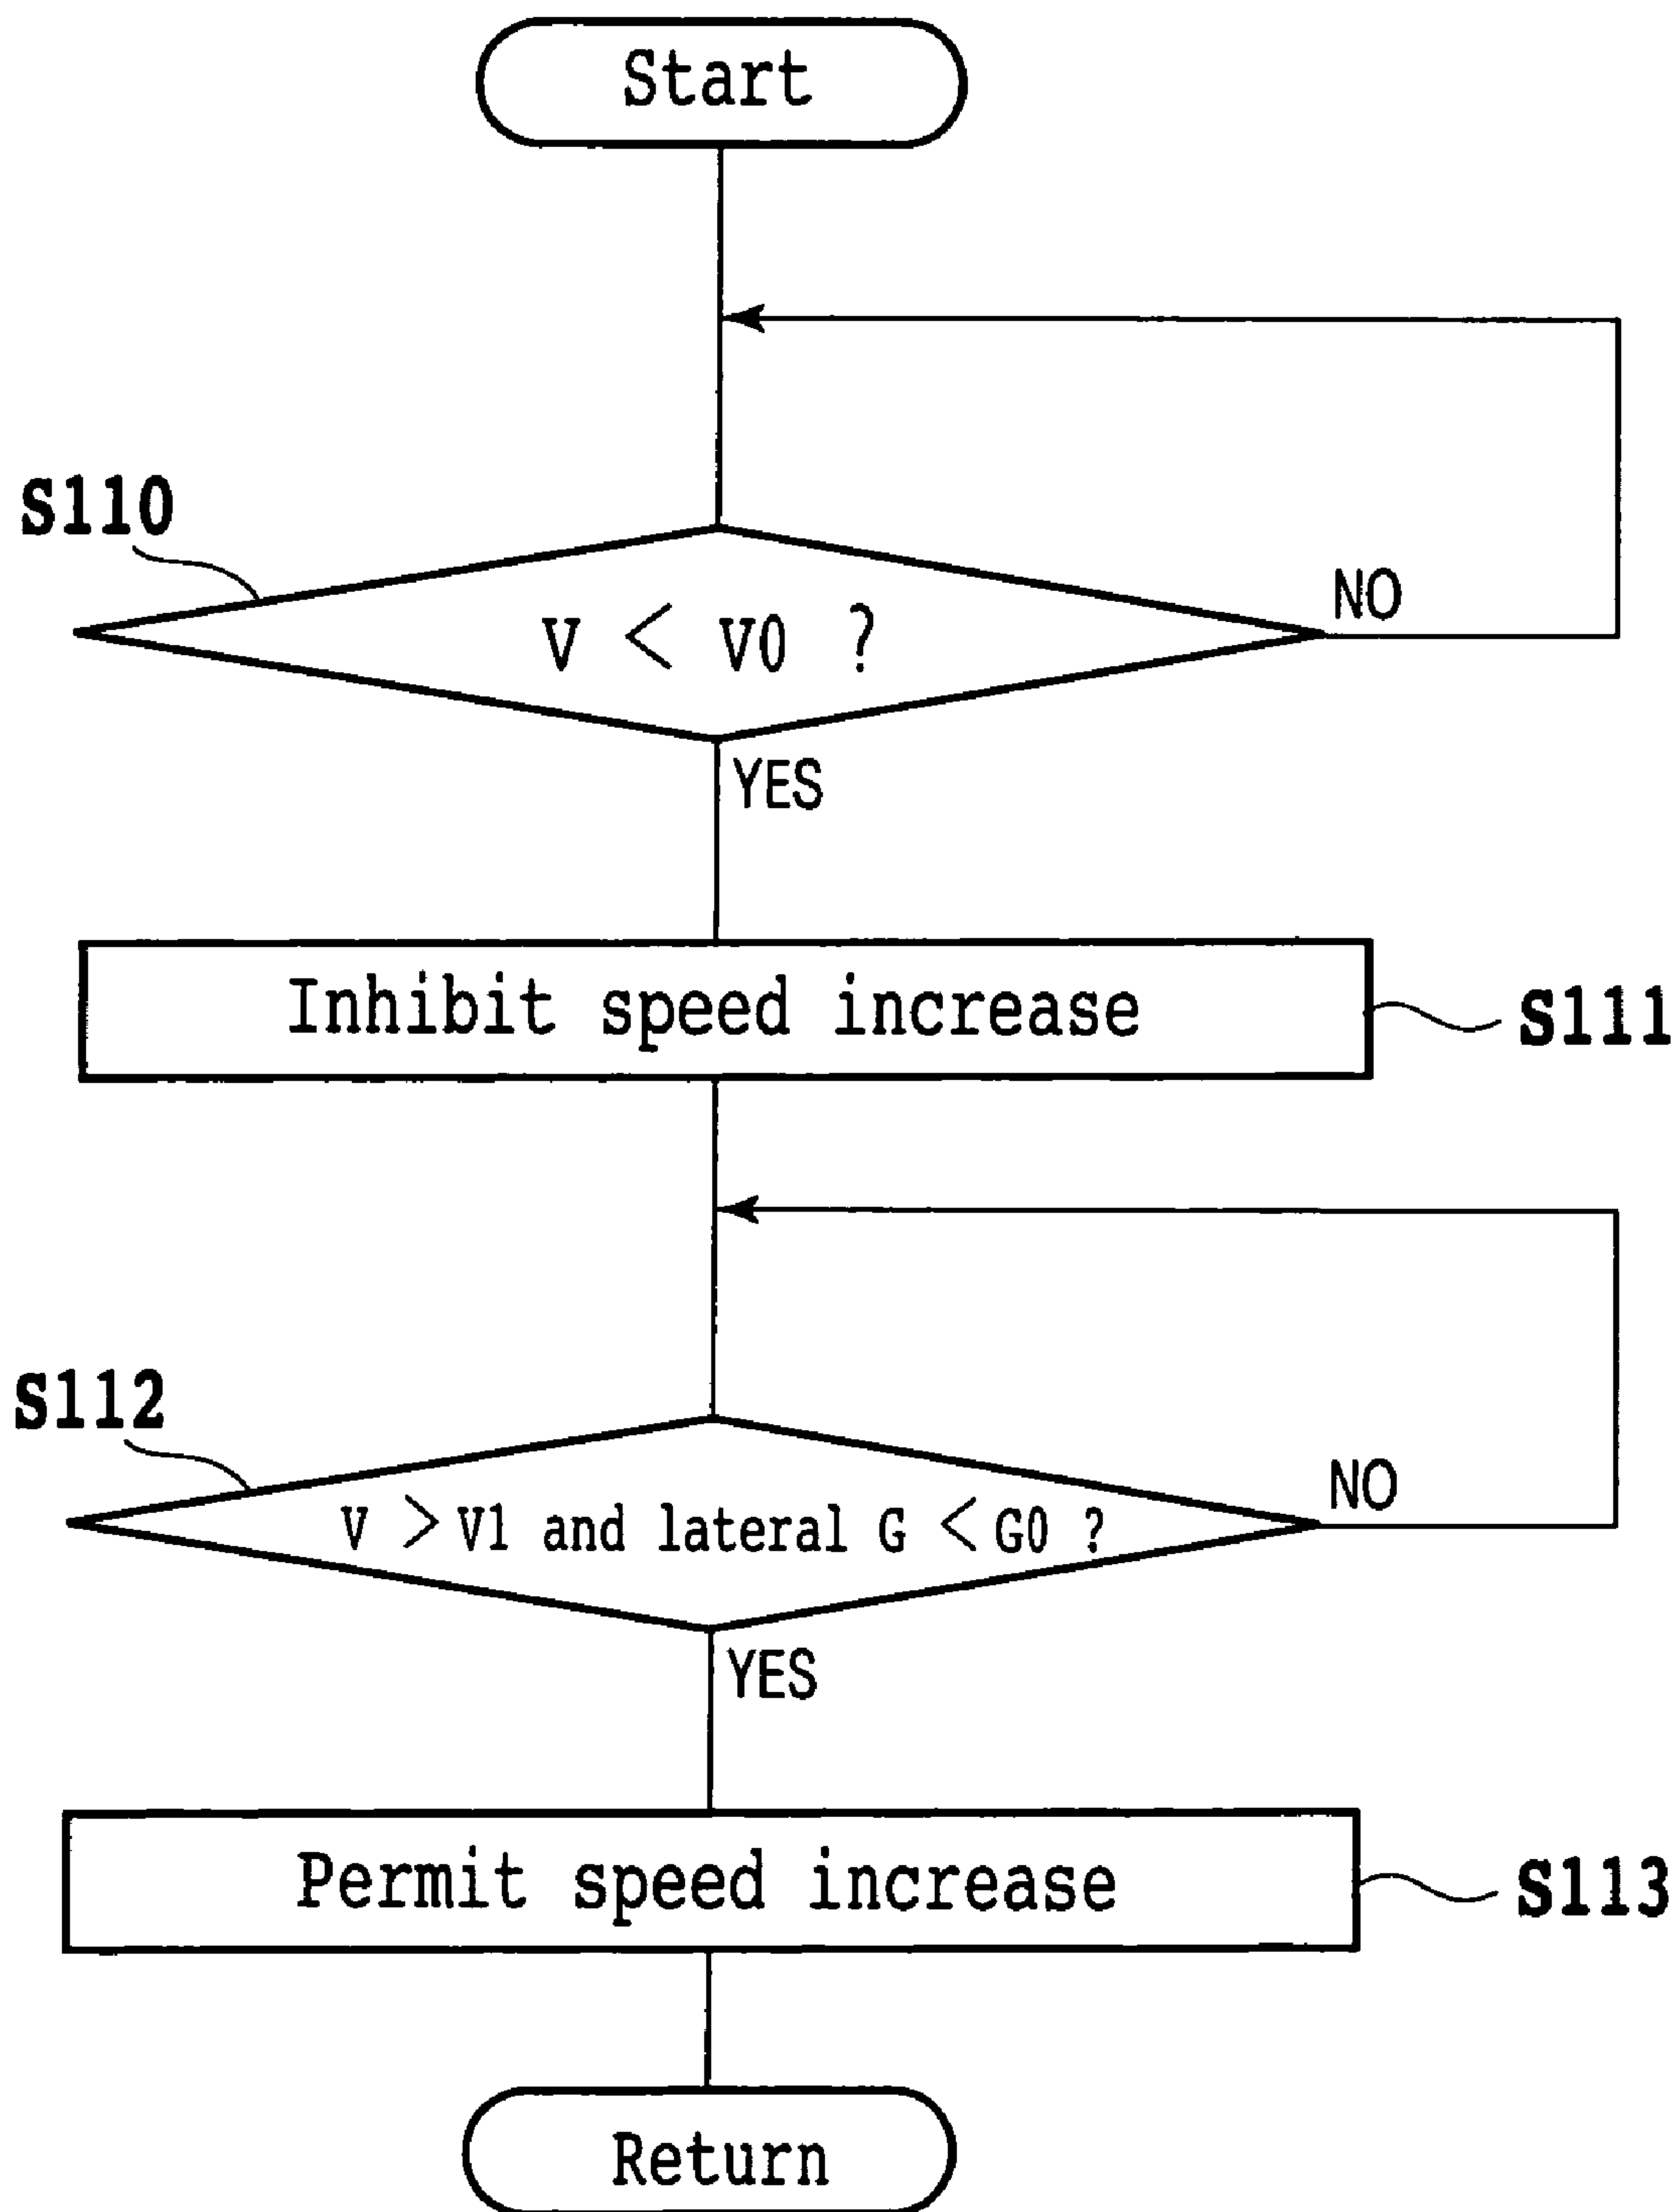 Start
S110
V < V0 ?
NO
YES
Inhibit speed increase
S111
S112
V > V1 and lateral G < G0 ?
NO
YES
Permit speed increase
S113
Return